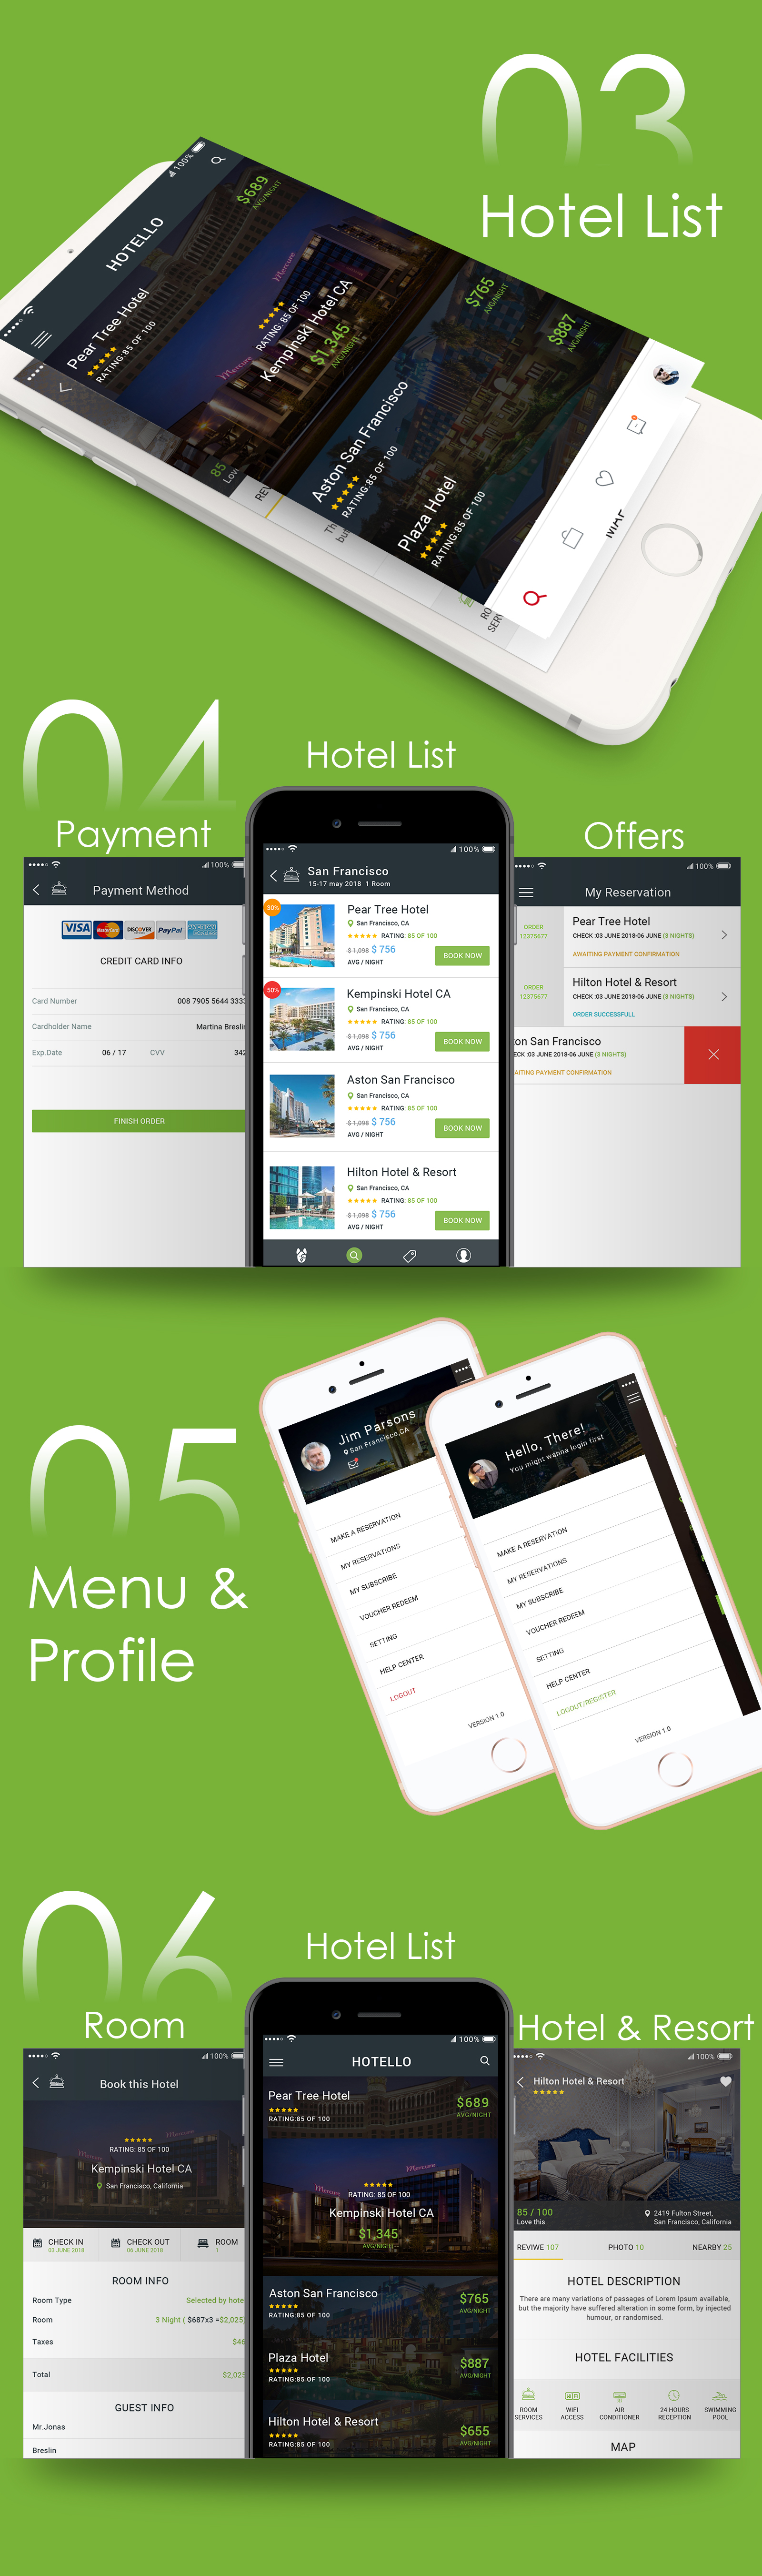 03
Hotel List
100%
HOTELLO
Pear Tree Hotel
RATING:85 OF 100
$689
AVG/NIGHT
Mercure
Mercure
RATING:85 OF 100
Kempinski Hotel CA
$1,345
AVG/NIGHT
Aston San Francisco
RATING:85 OF 100
$765
AVG/NIGHT
Plaza Hotel
RATING:85 OF 100
$887
AVG/NIGHT
85
04
Hotel List
Payment
Offers
100%
Payment Method
VISA MasterCard DISCOVER PayPal AMERICAN EXPRESS
CREDIT CARD INFO
Card Number 008 7905 5644 3333
Cardholder Name Martina Breslin
Exp.Date 06 / 17 CVV 342
FINISH ORDER
100%
San Francisco
15-17 may 2018 1 Room
30%
Pear Tree Hotel
San Francisco, CA
RATING: 85 OF 100
$ 1,098 $ 756
AVG / NIGHT
BOOK NOW
50%
Kempinski Hotel CA
San Francisco, CA
RATING: 85 OF 100
$ 1,098 $ 756
AVG / NIGHT
BOOK NOW
Aston San Francisco
San Francisco, CA
RATING: 85 OF 100
$ 1,098 $ 756
AVG / NIGHT
BOOK NOW
Hilton Hotel & Resort
San Francisco, CA
RATING: 85 OF 100
$ 1,098 $ 756
AVG / NIGHT
BOOK NOW
100%
My Reservation
ORDER
12375677
Pear Tree Hotel
CHECK :03 JUNE 2018-06 JUNE (3 NIGHTS)
AWAITING PAYMENT CONFIRMATION
ORDER
12375677
Hilton Hotel & Resort
CHECK :03 JUNE 2018-06 JUNE (3 NIGHTS)
ORDER SUCCESSFULL
ton San Francisco
ECK :03 JUNE 2018-06 JUNE (3 NIGHTS)
AITING PAYMENT CONFIRMATION
05
Menu &
Profile
Jim Parsons
San Francisco,CA
MAKE A RESERVATION
MY RESERVATIONS
MY SUBSCRIBE
VOUCHER REDEEM
SETTING
HELP CENTER
LOGOUT
VERSION 1.0
Hello, There!
You might wanna login first
MAKE A RESERVATION
MY RESERVATIONS
MY SUBSCRIBE
VOUCHER REDEEM
SETTING
HELP CENTER
LOGOUT/REGISTER
VERSION 1.0
06
Hotel List
Room
Hotel & Resort
100%
Book this Hotel
RATING: 85 OF 100
Kempinski Hotel CA
San Francisco, California
CHECK IN
03 JUNE 2018
CHECK OUT
06 JUNE 2018
ROOM
1
ROOM INFO
Room Type Selected by hote
Room 3 Night ( $687x3 =$2,025)
Taxes $46
Total $2,025
GUEST INFO
Mr.Jonas
Breslin
100%
HOTELLO
Pear Tree Hotel
RATING:85 OF 100
$689
AVG/NIGHT
Mercure
Mercure
RATING: 85 OF 100
Kempinski Hotel CA
$1,345
AVG/NIGHT
Aston San Francisco
RATING:85 OF 100
$765
AVG/NIGHT
Plaza Hotel
RATING:85 OF 100
$887
AVG/NIGHT
Hilton Hotel & Resort
RATING:85 OF 100
$655
AVG/NIGHT
100%
Hilton Hotel & Resort
85 / 100
Love this
2419 Fulton Street,
San Francisco, California
REVIWE 107 PHOTO 10 NEARBY 25
HOTEL DESCRIPTION
There are many variations of passages of Lorem Ipsum available,
but the majority have suffered alteration in some form, by injected
humour, or randomised.
HOTEL FACILITIES
ROOM SERVICES
WIFI ACCESS
AIR CONDITIONER
24 HOURS RECEPTION
SWIMMING POOL
MAP